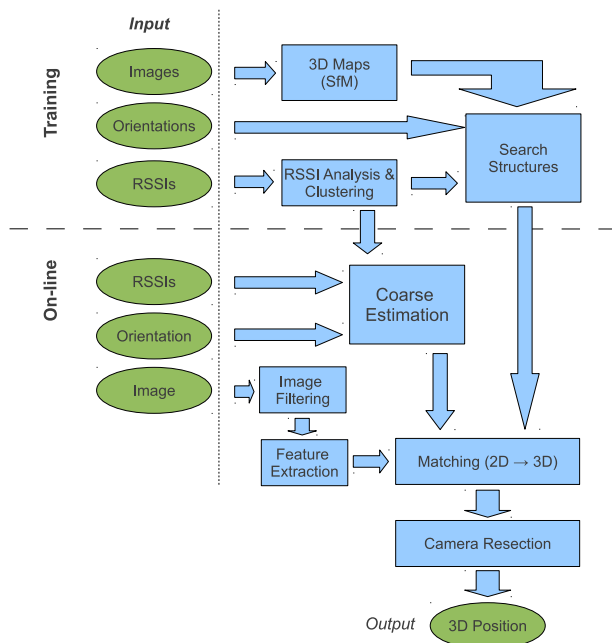 Input
Training
Images
3D Maps
(SfM)
Orientations
Search
Structures
RSSIs
RSSI Analysis &
Clustering
On-line
RSSIs
Coarse
Estimation
Orientation
Image
Image
Filtering
Feature
Extraction
Matching (2D → 3D)
Camera Resection
Output
3D Position